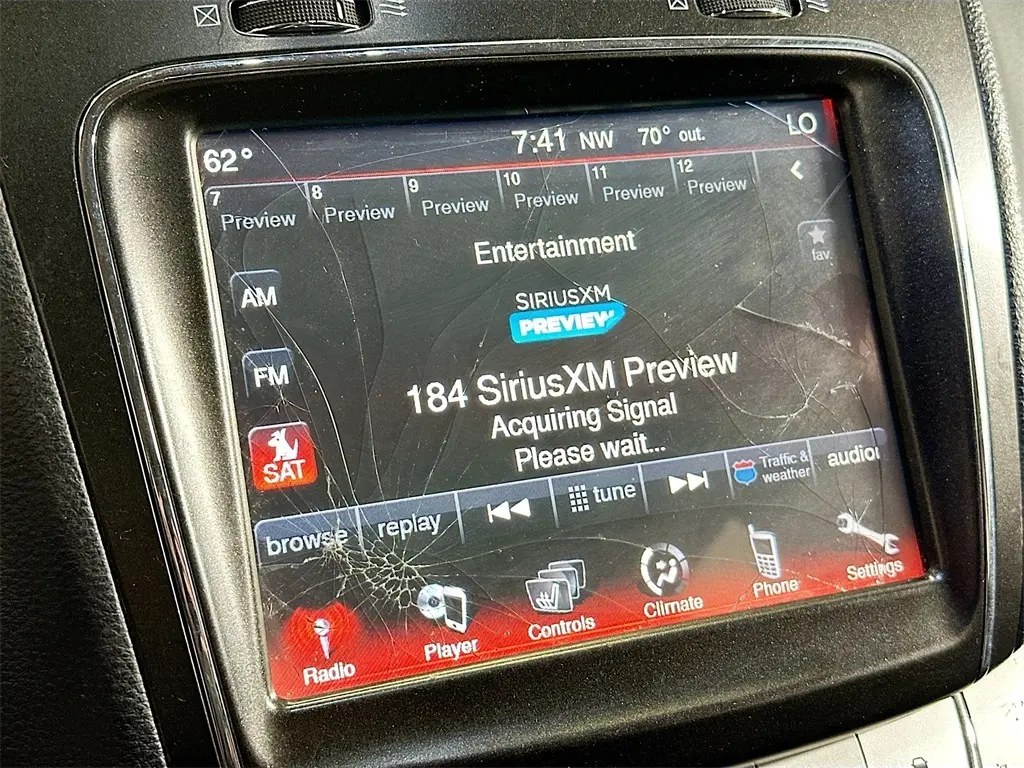 62° 7:41 NW 70° out. LO
7 8 9 10 11 12
Preview Preview Preview Preview Preview Preview
Entertainment
fav.
AM
SIRIUSXM
PREVIEW
FM
184 SiriusXM Preview
Acquiring Signal
Please wait...
SAT
browse replay tune Traffic & weather audio
Radio Player Controls Climate Phone Settings